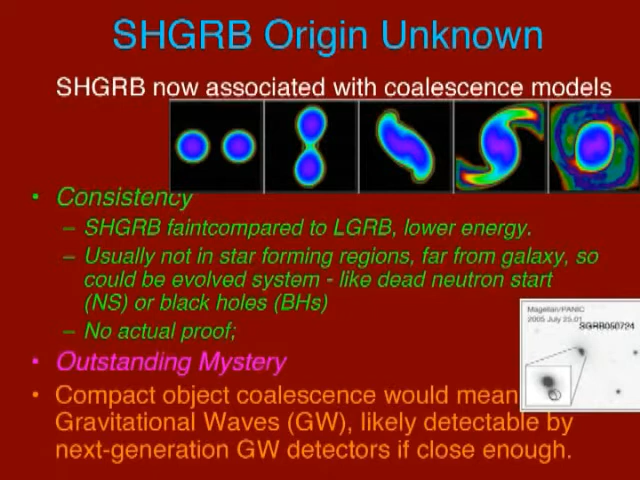 SHGRB Origin Unknown
SHGRB now associated with coalescence models
• Consistency
– SHGRB faintcompared to LGRB, lower energy.
– Usually not in star forming regions, far from galaxy, so
could be evolved system - like dead neutron start
(NS) or black holes (BHs)
– No actual proof;
Magellan/PANIC
2005 July 25.01
SGRB050724
• Outstanding Mystery
• Compact object coalescence would mean
Gravitational Waves (GW), likely detectable by
next-generation GW detectors if close enough.